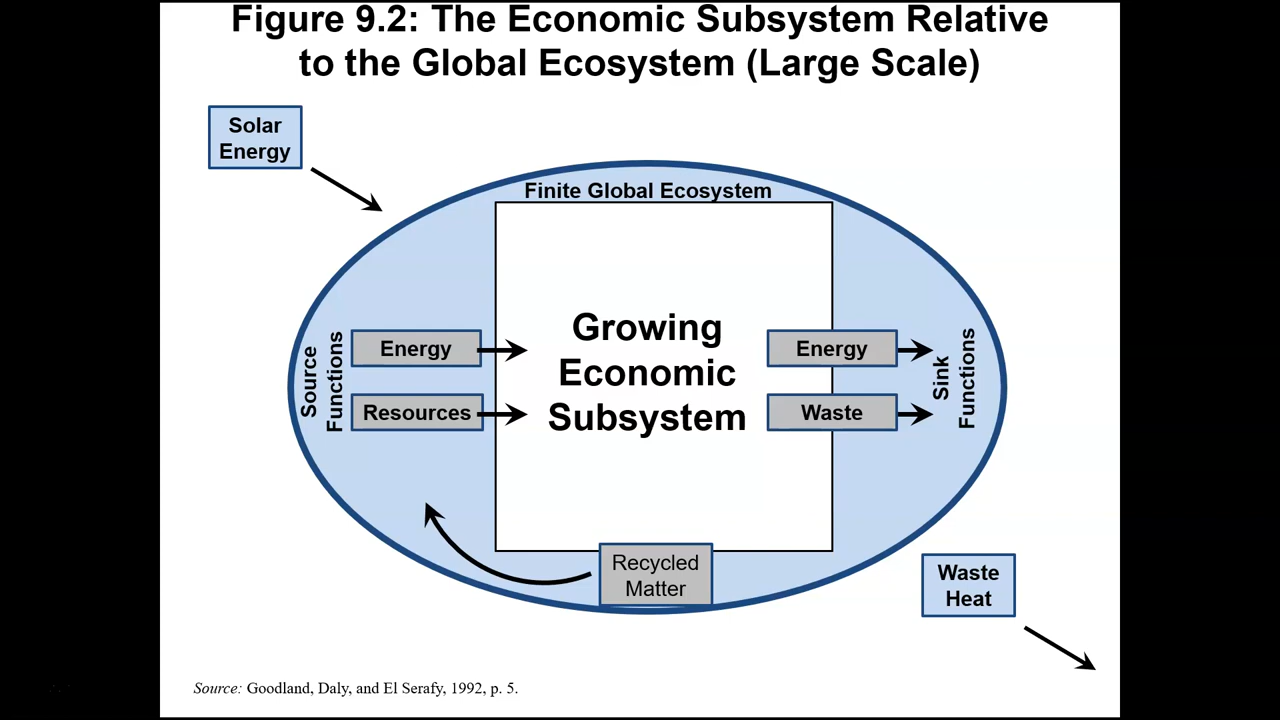 Figure 9.2: The Economic Subsystem Relative
to the Global Ecosystem (Large Scale)
Solar
Energy
Finite Global Ecosystem
Source
Functions
Energy
Resources
Growing
Economic
Subsystem
Energy
Waste
Sink
Functions
Recycled
Matter
Waste
Heat
Source: Goodland, Daly, and El Serafy, 1992, p. 5.